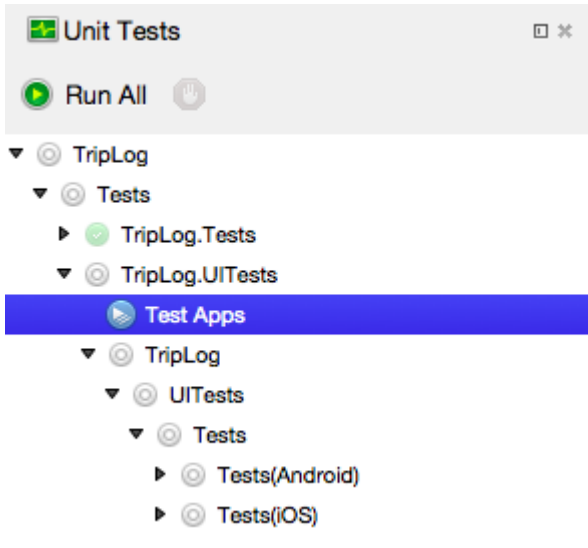 Unit Tests
Run All
TripLog
Tests
TripLog.Tests
TripLog.UITests
Test Apps
TripLog
UITests
Tests
Tests(Android)
Tests(iOS)